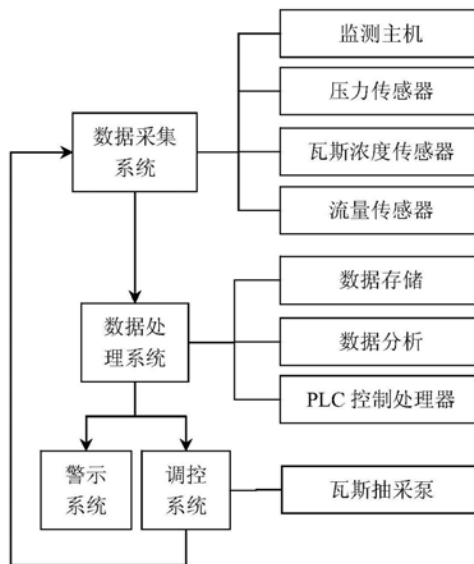 监测主机
压力传感器
数据采集
系统
瓦斯浓度传感器
流量传感器
数据存储
数据处
理系统
数据分析
PLC 控制处理器
警示
系统
调控
系统
瓦斯抽采泵